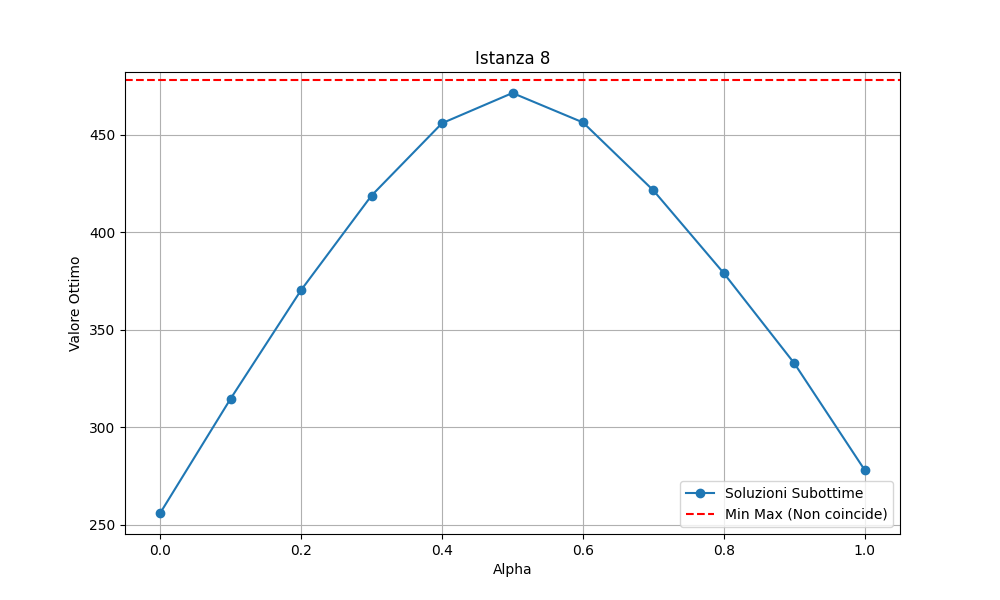 Istanza 8
Valore Ottimo
450
400
350
300
250
0.0
0.2
0.4
0.6
0.8
1.0
Alpha
Soluzioni Subottime
Min Max (Non coincide)